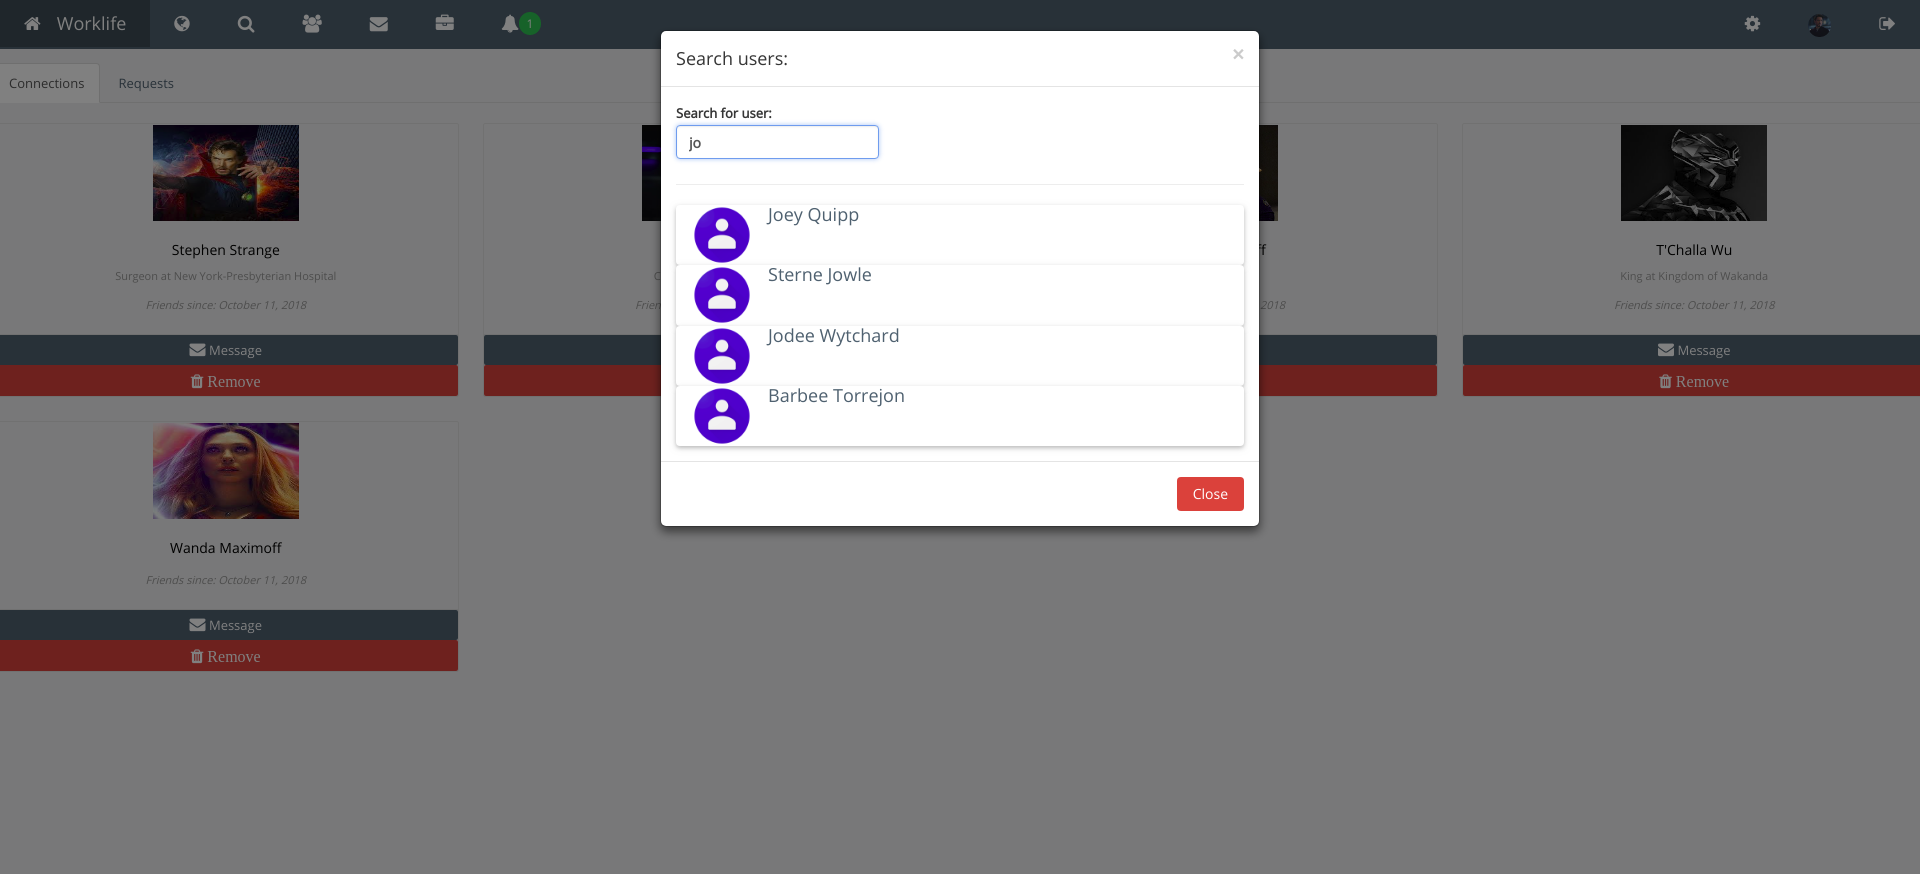 Worklife
1
Connections
Requests
Search users:
×
Search for user:
jo
Joey Quipp
Sterne Jowle
Jodee Wytchard
Barbee Torrejon
Close
Stephen Strange
Surgeon at New York-Presbyterian Hospital
Friends since: October 11, 2018
Message
Remove
2018
T'Challa Wu
King at Kingdom of Wakanda
Friends since: October 11, 2018
Message
Remove
Wanda Maximoff
Friends since: October 11, 2018
Message
Remove